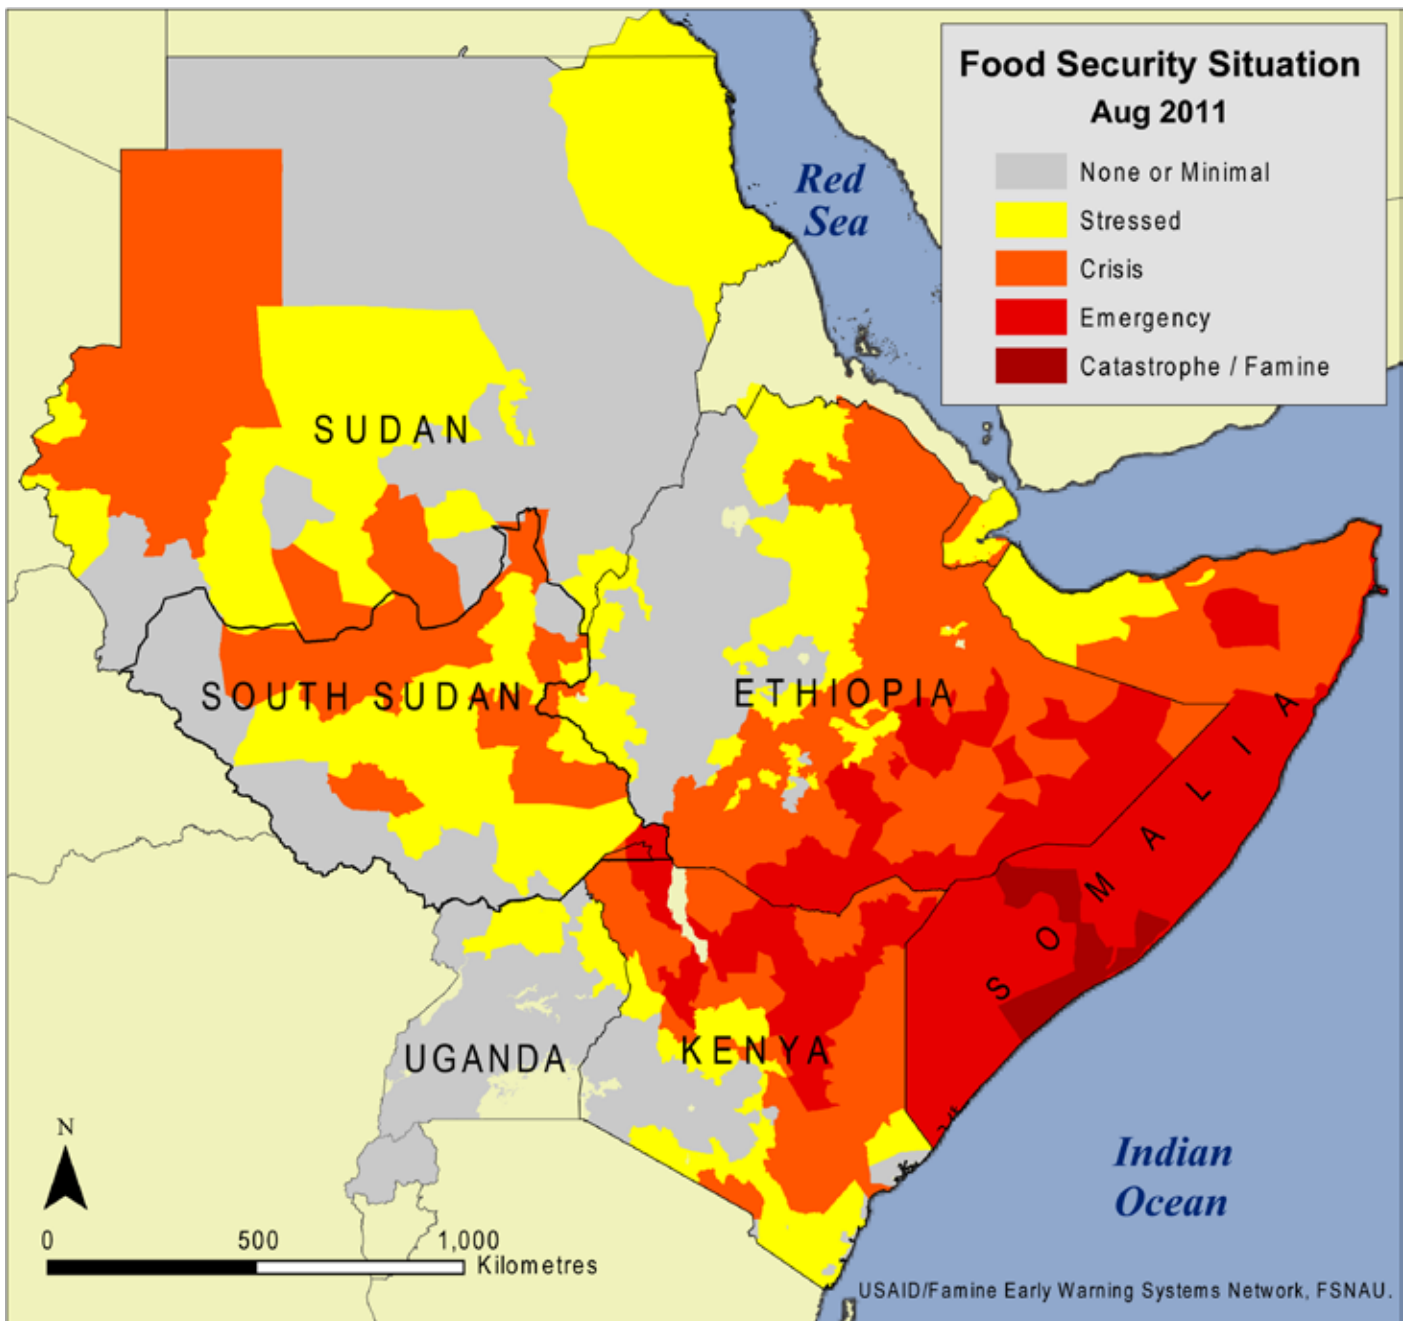 Food Security Situation
Aug 2011
None or Minimal
Stressed
Crisis
Emergency
Catastrophe / Famine
Red
Sea
SUDAN
SOUTH SUDAN
ETHIOPIA
SOMALIA
UGANDA
KENYA
Indian
Ocean
N
0 500 1,000
Kilometres
USAID/Famine Early Warning Systems Network, FSNAU.